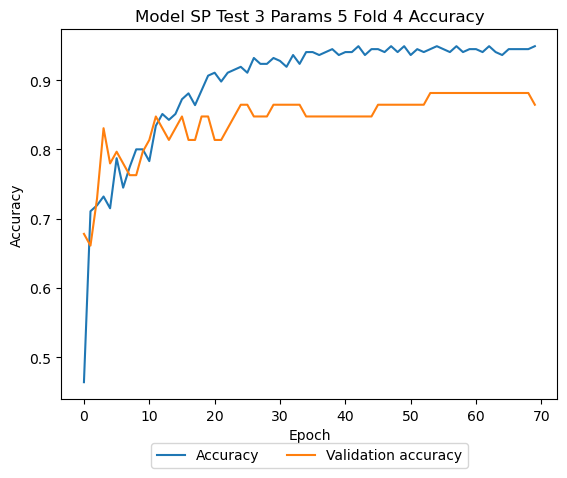 Model SP Test 3 Params 5 Fold 4 Accuracy
Accuracy
0.9
0.8
0.7
0.6
0.5
0 10 20 30 40 50 60 70
Epoch
Accuracy Validation accuracy